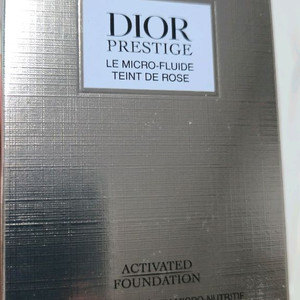 DIOR
PRESTIGE
LE MICRO-FLUIDE
TEINT DE ROSE
ACTIVATED
FOUNDATION